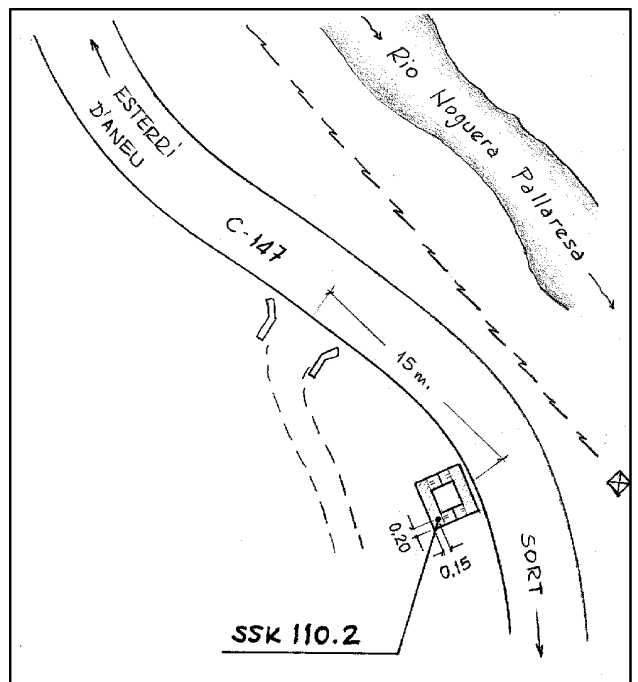 Rio Noguera Pallaresa
ESTERRI
D'ANEU
C-147
15 m.
0,20
0,15
SORT
SSK 110.2